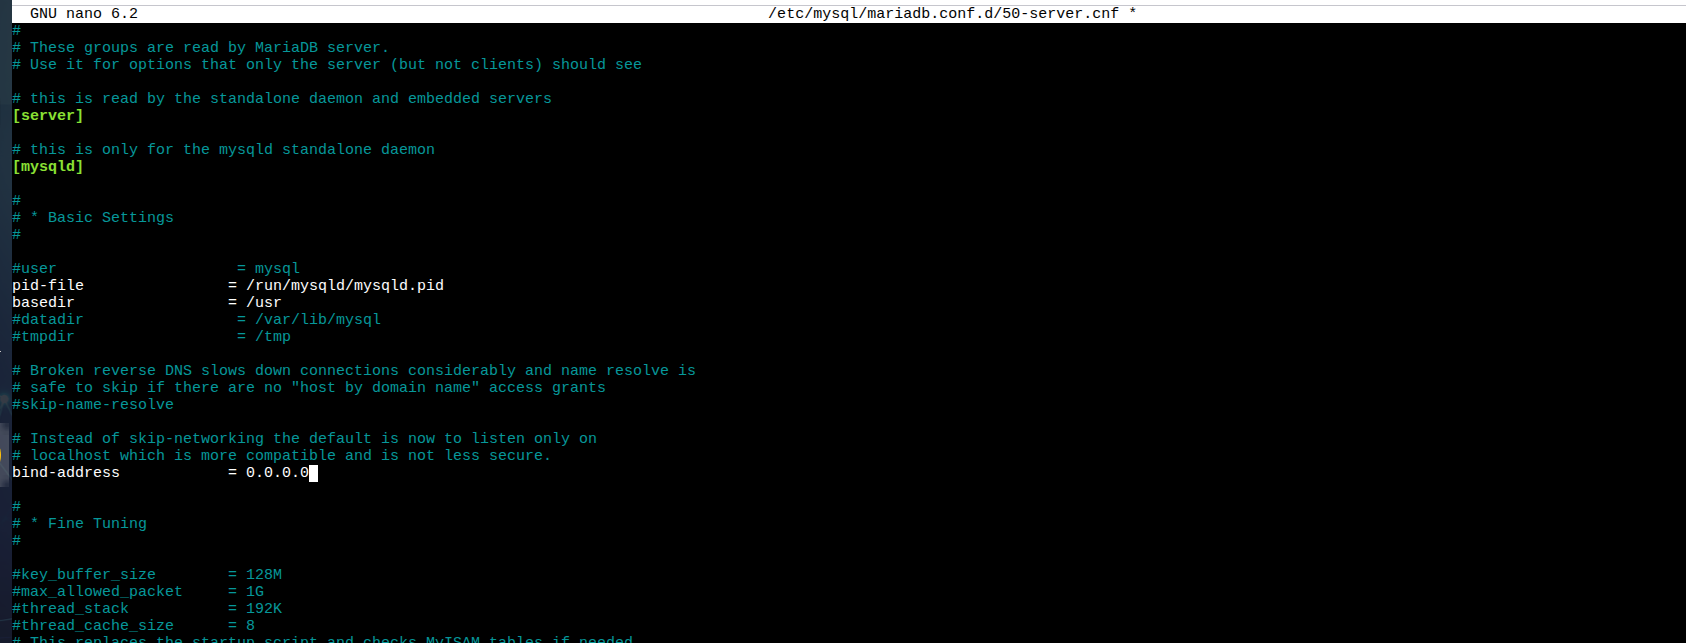 GNU nano 6.2 /etc/mysql/mariadb.conf.d/50-server.cnf *
#
# These groups are read by MariaDB server.
# Use it for options that only the server (but not clients) should see

# this is read by the standalone daemon and embedded servers
[server]

# this is only for the mysqld standalone daemon
[mysqld]

#
# * Basic Settings
#

#user                    = mysql
pid-file                = /run/mysqld/mysqld.pid
basedir                 = /usr
#datadir                 = /var/lib/mysql
#tmpdir                  = /tmp

# Broken reverse DNS slows down connections considerably and name resolve is
# safe to skip if there are no "host by domain name" access grants
#skip-name-resolve

# Instead of skip-networking the default is now to listen only on
# localhost which is more compatible and is not less secure.
bind-address            = 0.0.0.0

#
# * Fine Tuning
#

#key_buffer_size        = 128M
#max_allowed_packet     = 1G
#thread_stack           = 192K
#thread_cache_size      = 8
# This replaces the startup script and checks MyISAM tables if needed